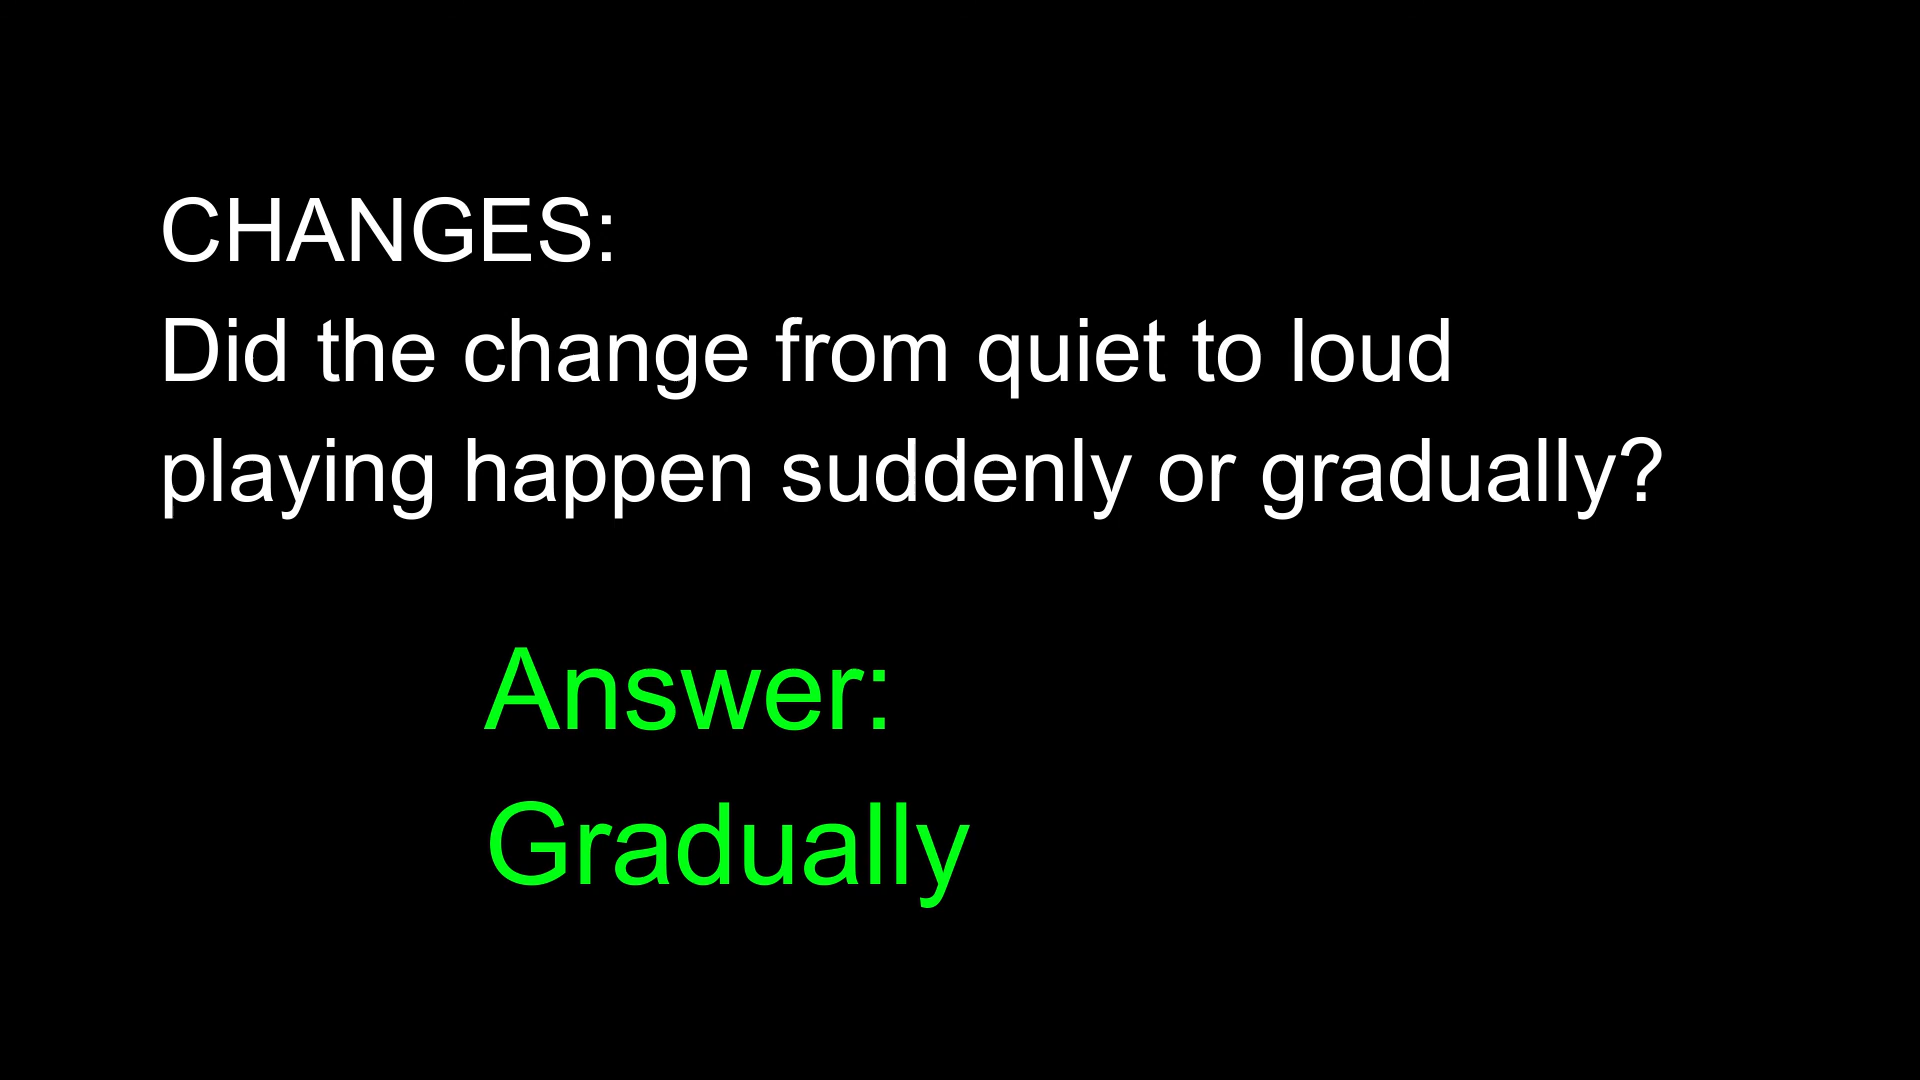 CHANGES:
Did the change from quiet to loud
playing happen suddenly or gradually?
Answer:
Gradually